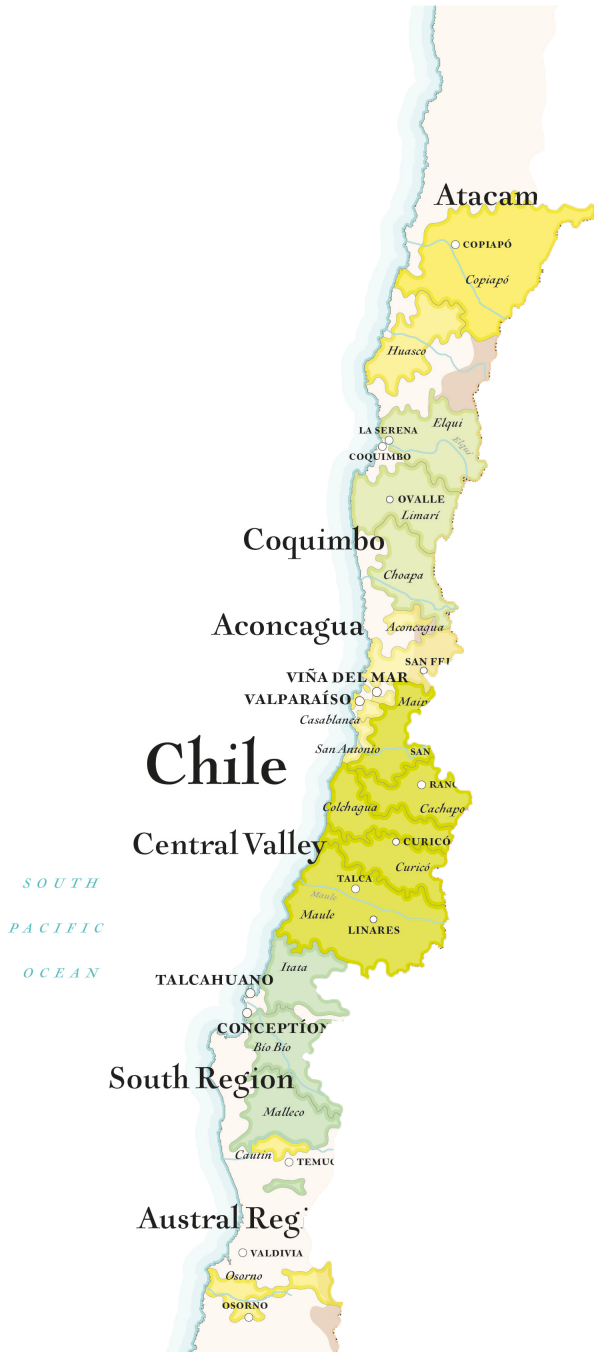 Atacam
COPIAPÓ
Copiapó
Huasco
Elqui
LA SERENA
Elqui
COQUIMBO
OVALLE
Limarí
Coquimbo
Choapa
Aconcagua
Aconcagua
SAN FEL
VIÑA DEL MAR
VALPARAÍSO
Maip
Casablanca
San Antonio
SAN
Chile
RANC
Colchagua
Cachapo
Central Valley
CURICÓ
Curicó
TALCA
SOUTH
Maule
Maule
PACIFIC
LINARES
Itata
OCEAN
TALCAHUANO
CONCEPTÍON
Bío Bío
South Region
Malleco
Cautín
TEMUC
Austral Reg
VALDIVIA
Osorno
OSORNO